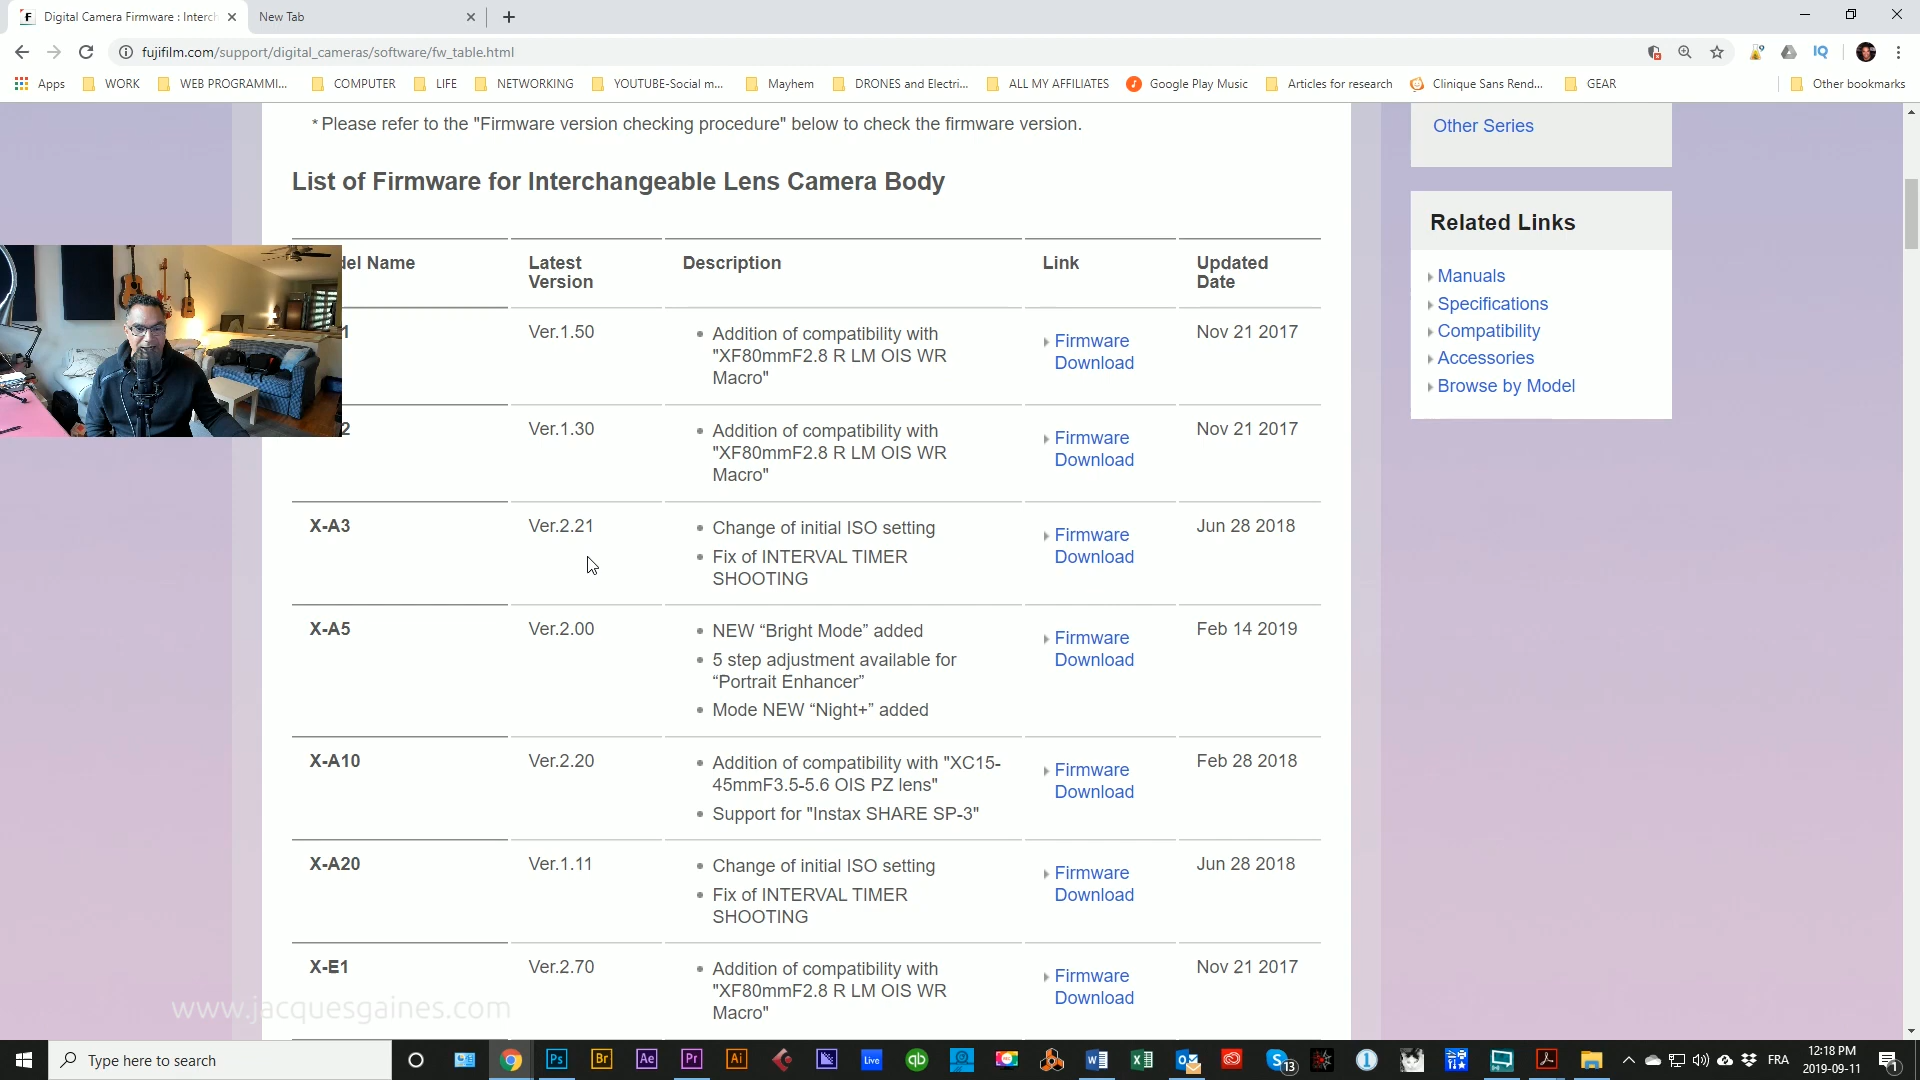 Digital Camera Firmware : Interch
New Tab
fujifilm.com/support/digital_cameras/software/fw_table.html
Apps WORK WEB PROGRAMMI... COMPUTER LIFE NETWORKING YOUTUBE-Social m... Mayhem DRONES and Electri... ALL MY AFFILIATES Google Play Music Articles for research Clinique Sans Rend... GEAR Other bookmarks
* Please refer to the "Firmware version checking procedure" below to check the firmware version.
List of Firmware for Interchangeable Lens Camera Body
del Name
Latest
Version
Description
Link
Updated
Date
1
Ver.1.50
Addition of compatibility with
"XF80mmF2.8 R LM OIS WR
Macro"
Firmware
Download
Nov 21 2017
2
Ver.1.30
Addition of compatibility with
"XF80mmF2.8 R LM OIS WR
Macro"
Firmware
Download
Nov 21 2017
X-A3
Ver.2.21
Change of initial ISO setting
Fix of INTERVAL TIMER
SHOOTING
Firmware
Download
Jun 28 2018
X-A5
Ver.2.00
NEW “Bright Mode” added
5 step adjustment available for
“Portrait Enhancer”
Mode NEW “Night+” added
Firmware
Download
Feb 14 2019
X-A10
Ver.2.20
Addition of compatibility with "XC15-
45mmF3.5-5.6 OIS PZ lens"
Support for "Instax SHARE SP-3"
Firmware
Download
Feb 28 2018
X-A20
Ver.1.11
Change of initial ISO setting
Fix of INTERVAL TIMER
SHOOTING
Firmware
Download
Jun 28 2018
X-E1
Ver.2.70
Addition of compatibility with
"XF80mmF2.8 R LM OIS WR
Macro"
Firmware
Download
Nov 21 2017
Other Series
Related Links
Manuals
Specifications
Compatibility
Accessories
Browse by Model
www.jacquesgaines.com
Type here to search
Ps Br Ae Pr Ai Live qb
13
FRA
12:18 PM
2019-09-11
1